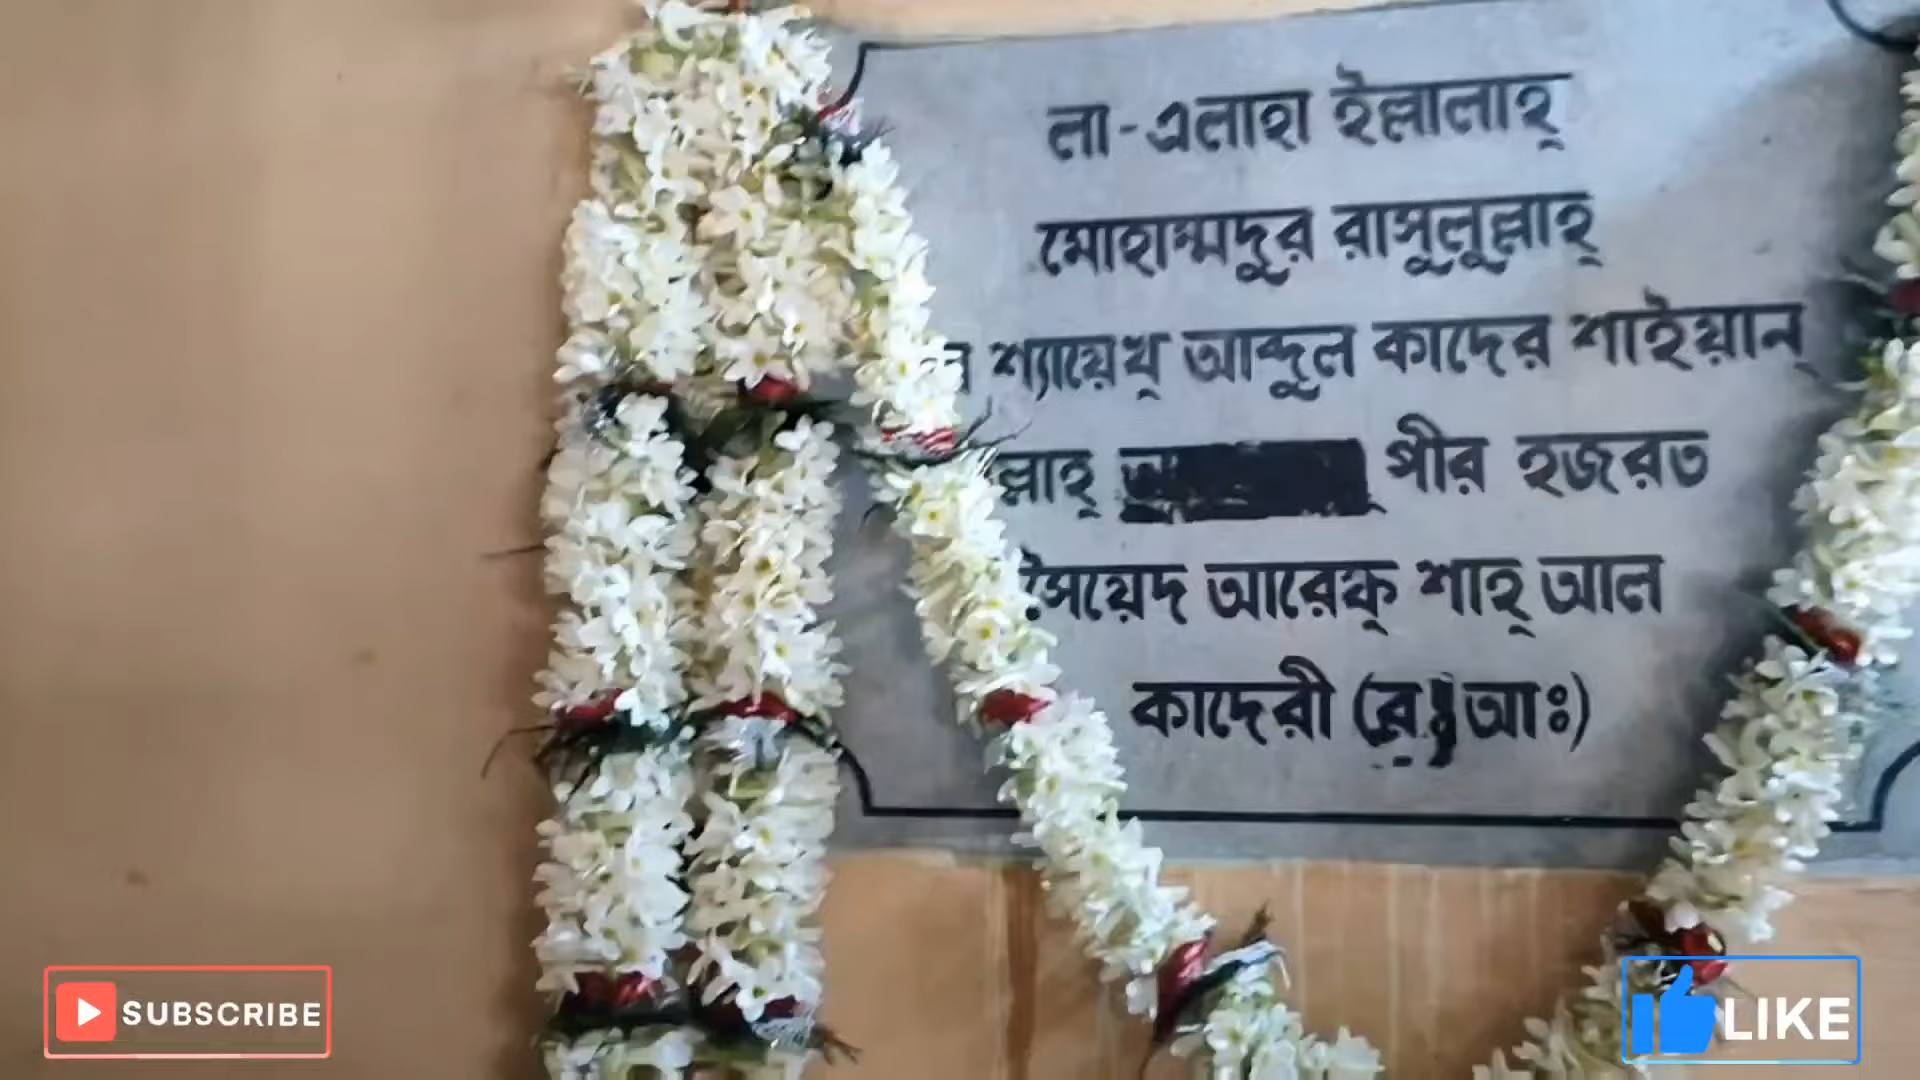 লা-এলাহা ইল্লালাহ্
মোহাম্মদুর রাসুলুল্লাহ্
শ্যায়েখ্ আব্দুল কাদের শাইয়ান্
পীর হজরত
সৈয়েদ আরেফ্ শাহ্ আল
কাদেরী (রঃ আঃ)
SUBSCRIBE
LIKE